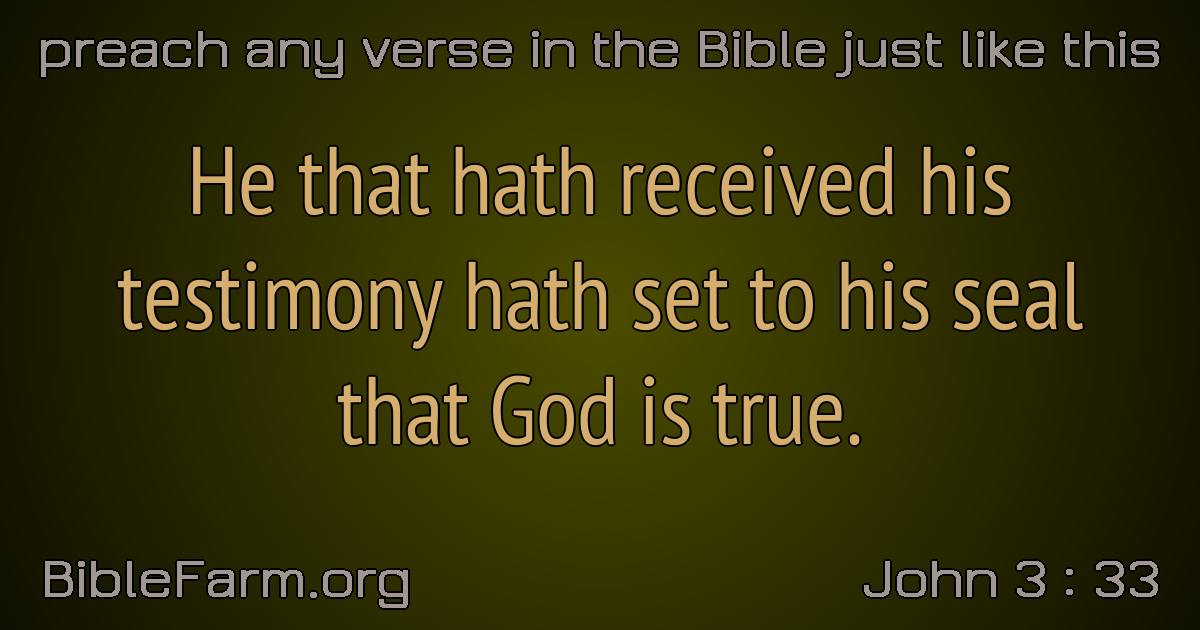 preach any verse in the Bible just like this
He that hath received his
testimony hath set to his seal
that God is true.
BibleFarm.org
John 3 : 33